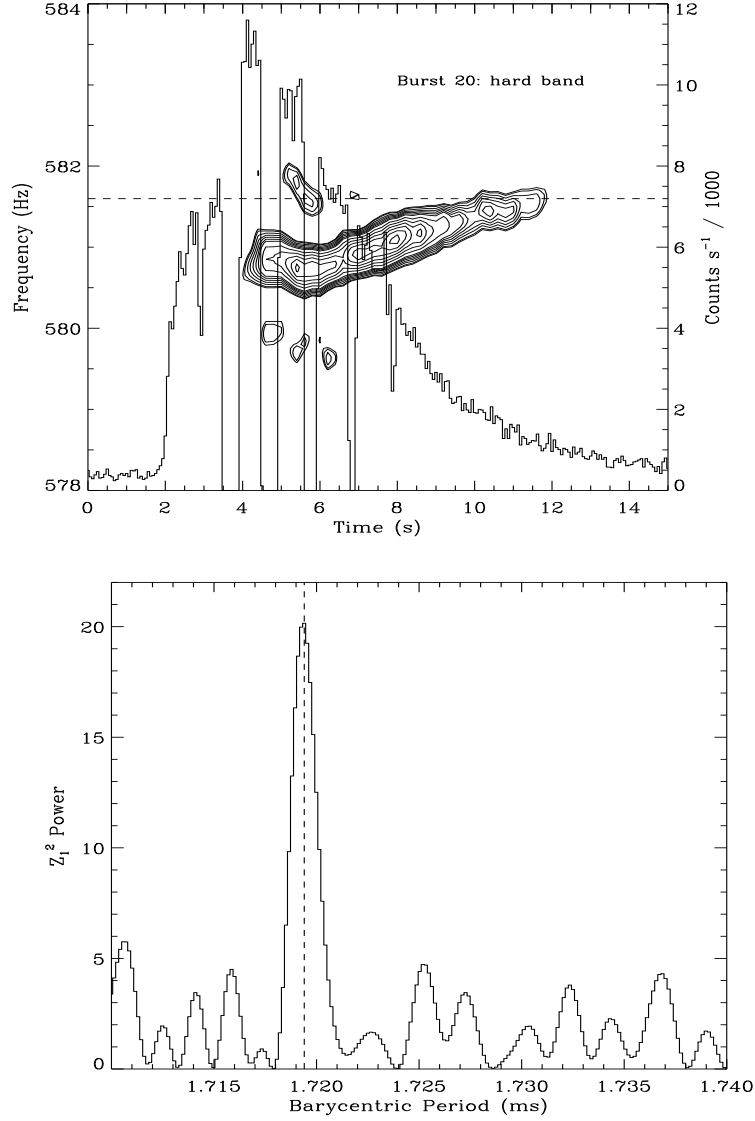 584
582
580
578
Frequency (Hz)
Burst 20: hard band
12
10
8
6
4
2
0
Counts s⁻¹ / 1000
0 2 4 6 8 10 12 14
Time (s)
20
15
10
5
0
Z₁² Power
1.715 1.720 1.725 1.730 1.735 1.740
Barycentric Period (ms)